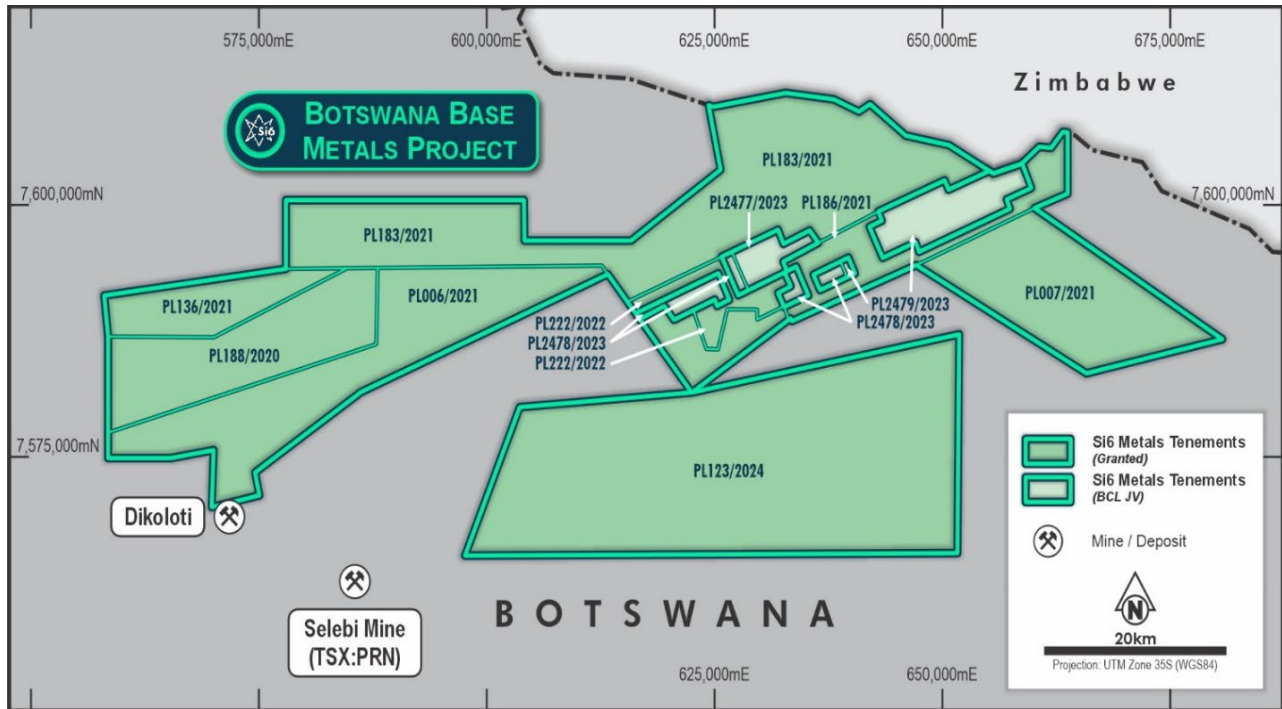 575,000mE
600,000mE
625,000mE
650,000mE
675,000mE
Zimbabwe
Si6
BOTSWANA BASE
METALS PROJECT
7,600,000mN
7,600,000mN
PL183/2021
PL2477/2023
PL186/2021
PL183/2021
PL136/2021
PL006/2021
PL007/2021
PL188/2020
PL222/2022
PL2478/2023
PL222/2022
PL2479/2023
PL2478/2023
7,575,000mN
PL123/2024
Dikoloti
Selebi Mine
(TSX:PRN)
BOTSWANA
625,000mE
650,000mE
Si6 Metals Tenements
(Granted)
Si6 Metals Tenements
(BCL JV)
Mine / Deposit
N
20km
Projection: UTM Zone 35S (WGS84)